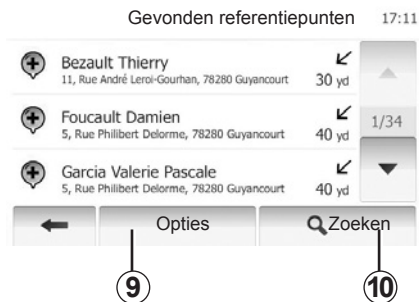 Gevonden referentiepunten 17:11
Bezault Thierry
11, Rue André Leroi-Gourhan, 78280 Guyancourt 30 yd
Foucault Damien
5, Rue Philibert Delorme, 78280 Guyancourt 40 yd
1/34
Garcia Valerie Pascale
5, Rue Philibert Delorme, 78280 Guyancourt 40 yd
Opties Zoeken
9 10